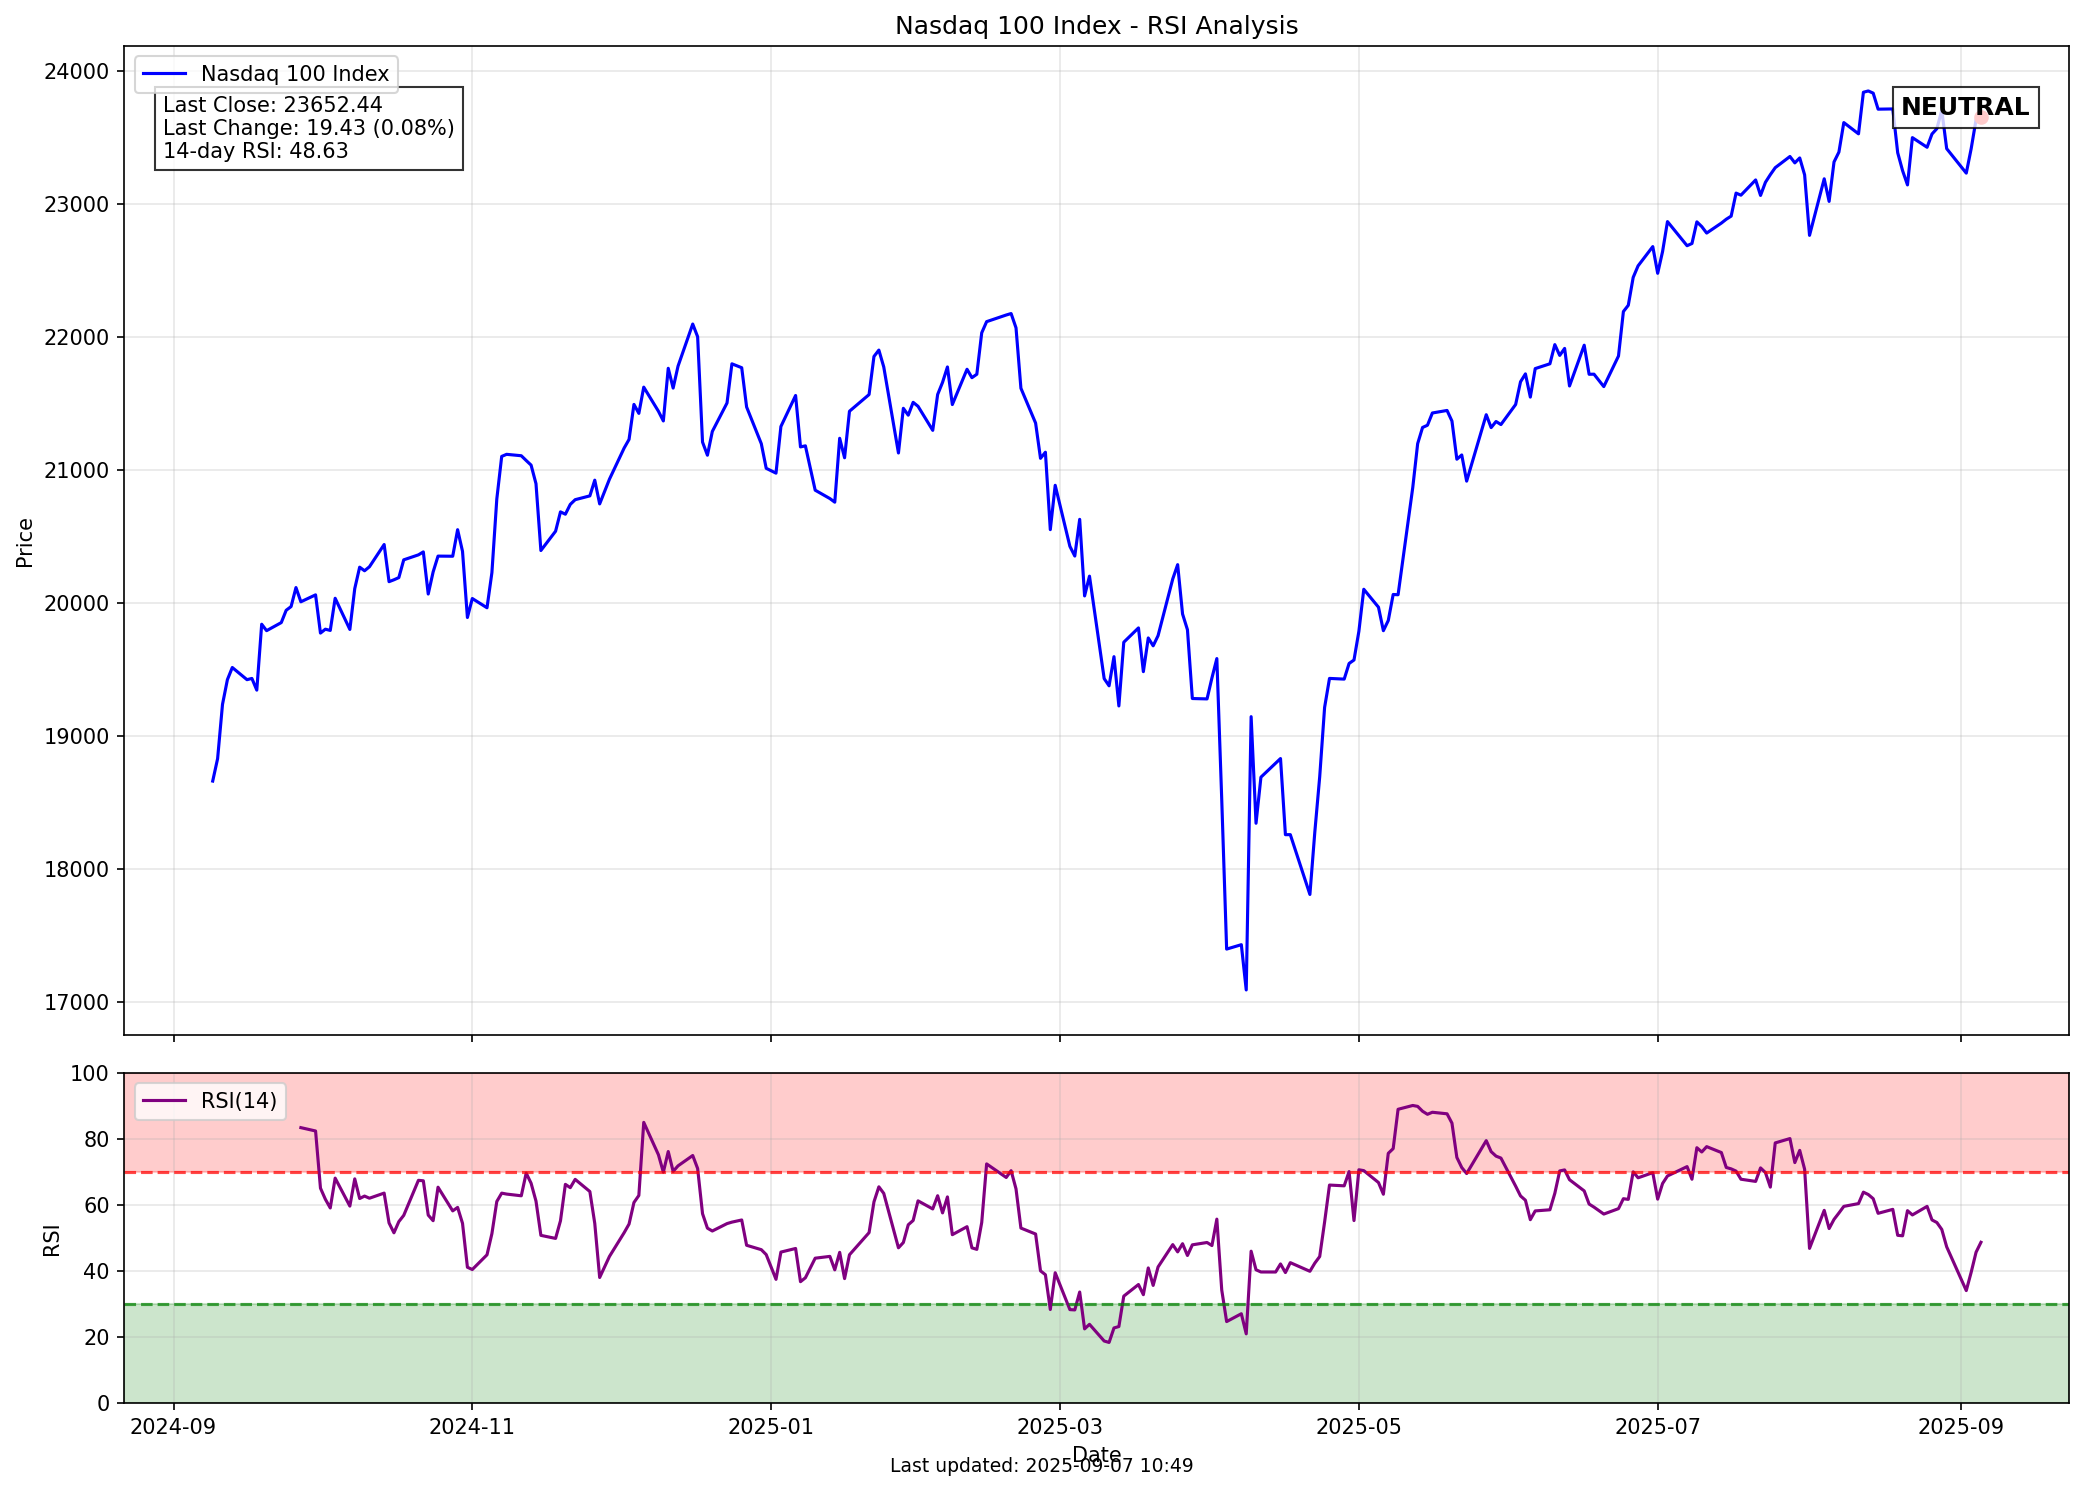 Nasdaq 100 Index - RSI Analysis
Nasdaq 100 Index
Last Close: 23652.44
Last Change: 19.43 (0.08%)
14-day RSI: 48.63
NEUTRAL
Price
24000
23000
22000
21000
20000
19000
18000
17000
RSI(14)
RSI
100
80
60
40
20
0
2024-09
2024-11
2025-01
2025-03
2025-05
2025-07
2025-09
Date
Last updated: 2025-09-07 10:49